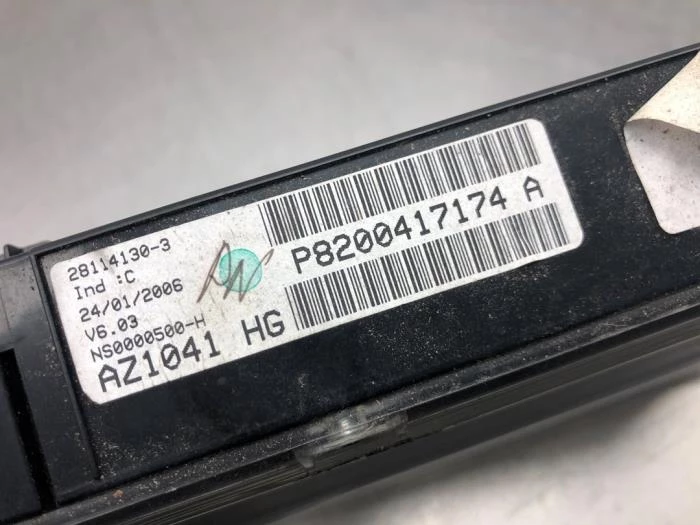 28114130-3
Ind :C
24/01/2006
V6.03
NS0000500-H
AZ1041 HG
P8200417174 A